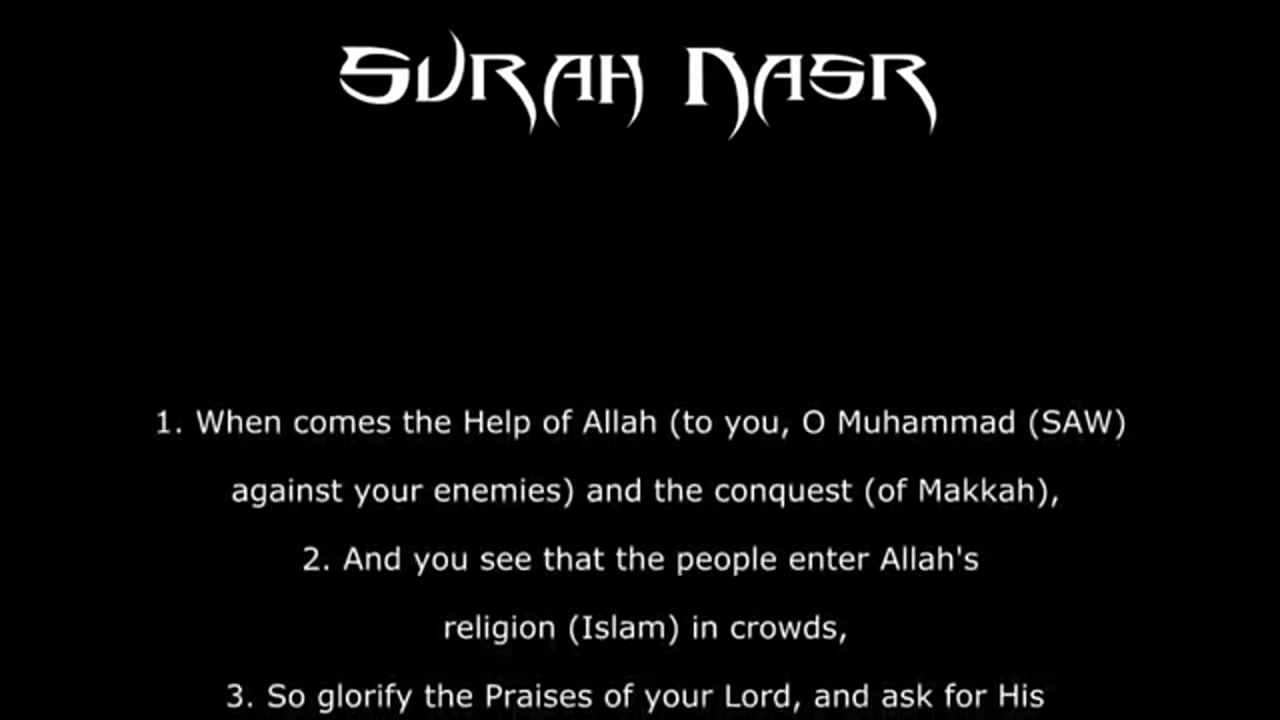 SURAH NASR
1. When comes the Help of Allah (to you, O Muhammad (SAW)
against your enemies) and the conquest (of Makkah),
2. And you see that the people enter Allah's
religion (Islam) in crowds,
3. So glorify the Praises of your Lord, and ask for His